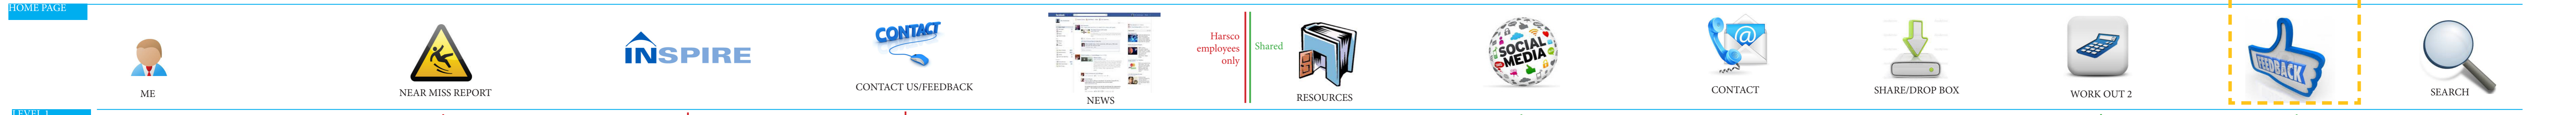 HOME PAGE
ME
NEAR MISS REPORT
INSPIRE
CONTACT
CONTACT US/FEEDBACK
NEWS
Harsco
employees
only
Shared
RESOURCES
SOCIAL
MEDIA
@
CONTACT
SHARE/DROP BOX
WORK OUT 2
FEEDBACK
SEARCH
LEVEL 1